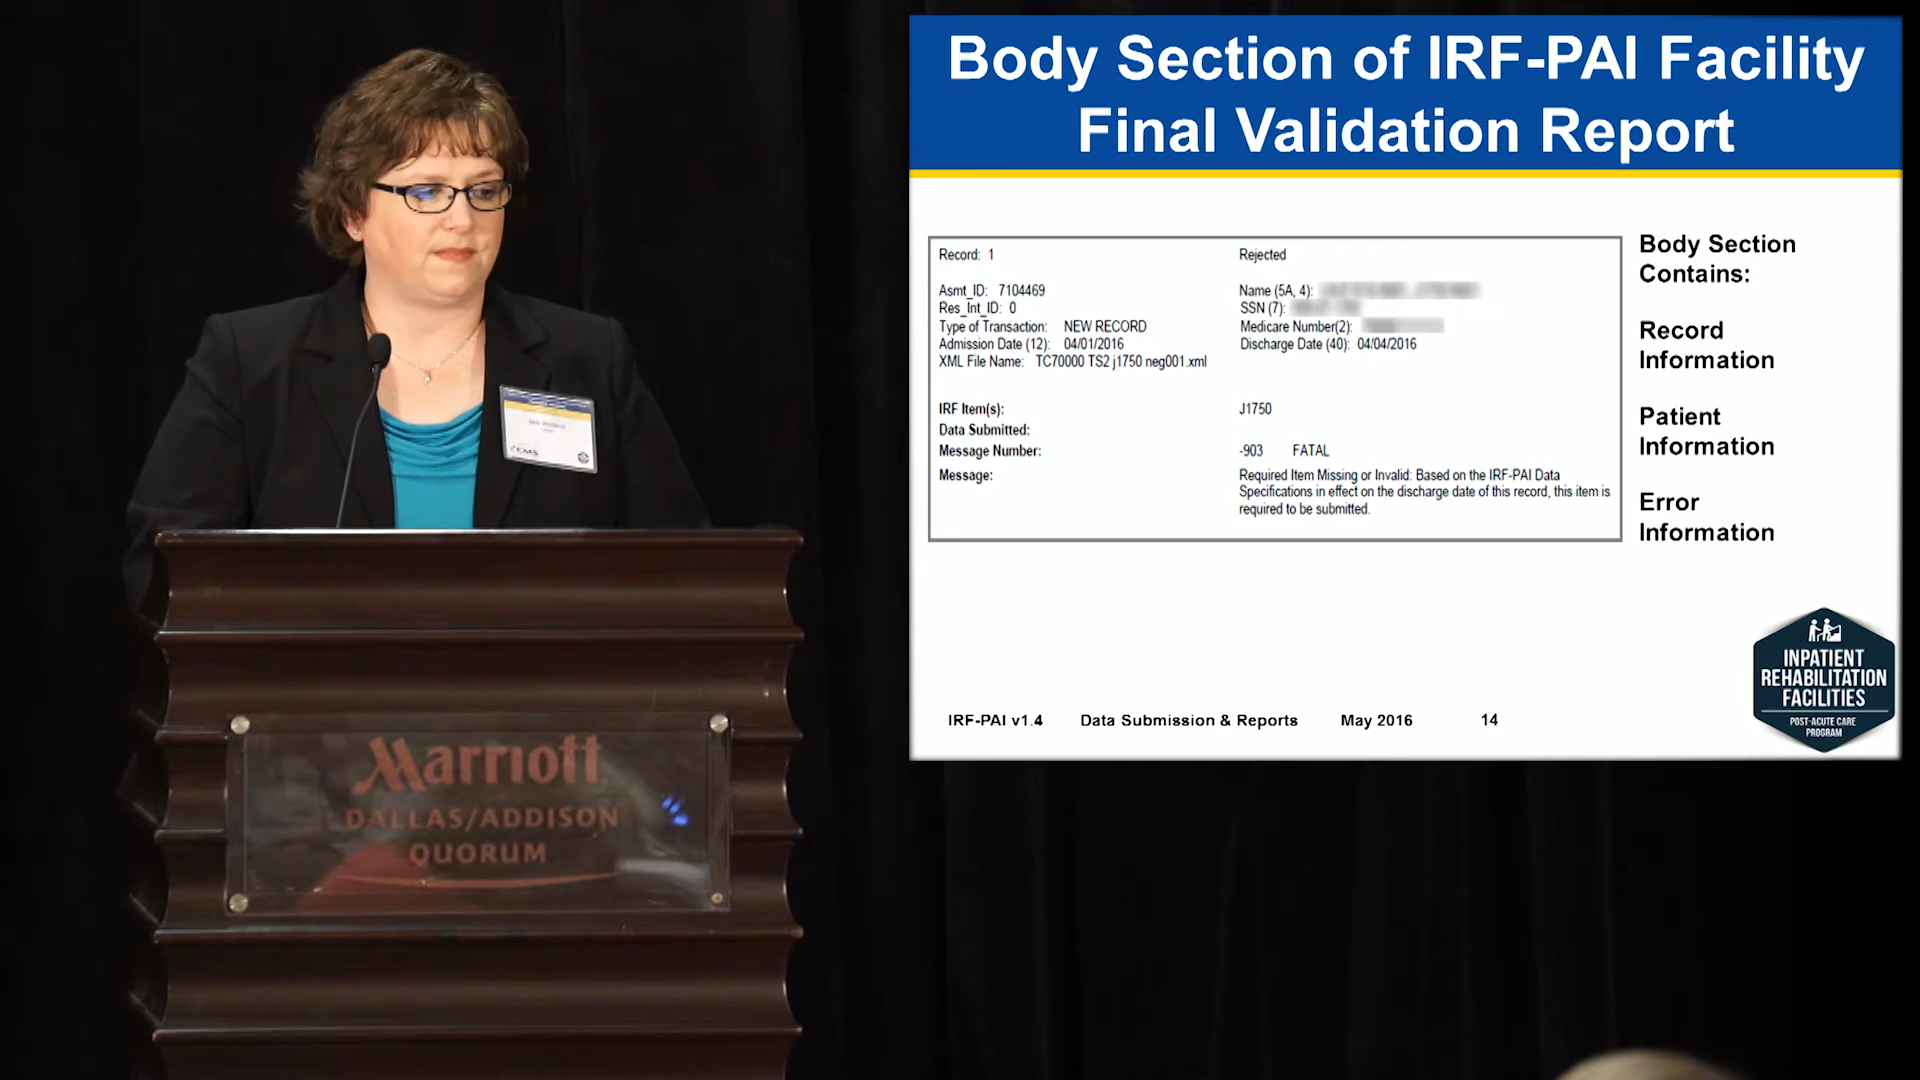 Body Section of IRF-PAI Facility
Final Validation Report
Record: 1 Rejected
Asmt_ID: 7104469 Name (5A, 4):
Res_Int_ID: 0 SSN (7):
Type of Transaction: NEW RECORD Medicare Number(2):
Admission Date (12): 04/01/2016 Discharge Date (40): 04/04/2016
XML File Name: TC70000 TS2 j1750 neg001.xml
IRF Item(s): J1750
Data Submitted:
Message Number: -903 FATAL
Message: Required Item Missing or Invalid: Based on the IRF-PAI Data
Specifications in effect on the discharge date of this record, this item is
required to be submitted.
Body Section
Contains:
Record
Information
Patient
Information
Error
Information
INPATIENT
REHABILITATION
FACILITIES
POST-ACUTE CARE
PROGRAM
IRF-PAI v1.4 Data Submission & Reports May 2016 14
CMS
Marriott
DALLAS/ADDISON
QUORUM